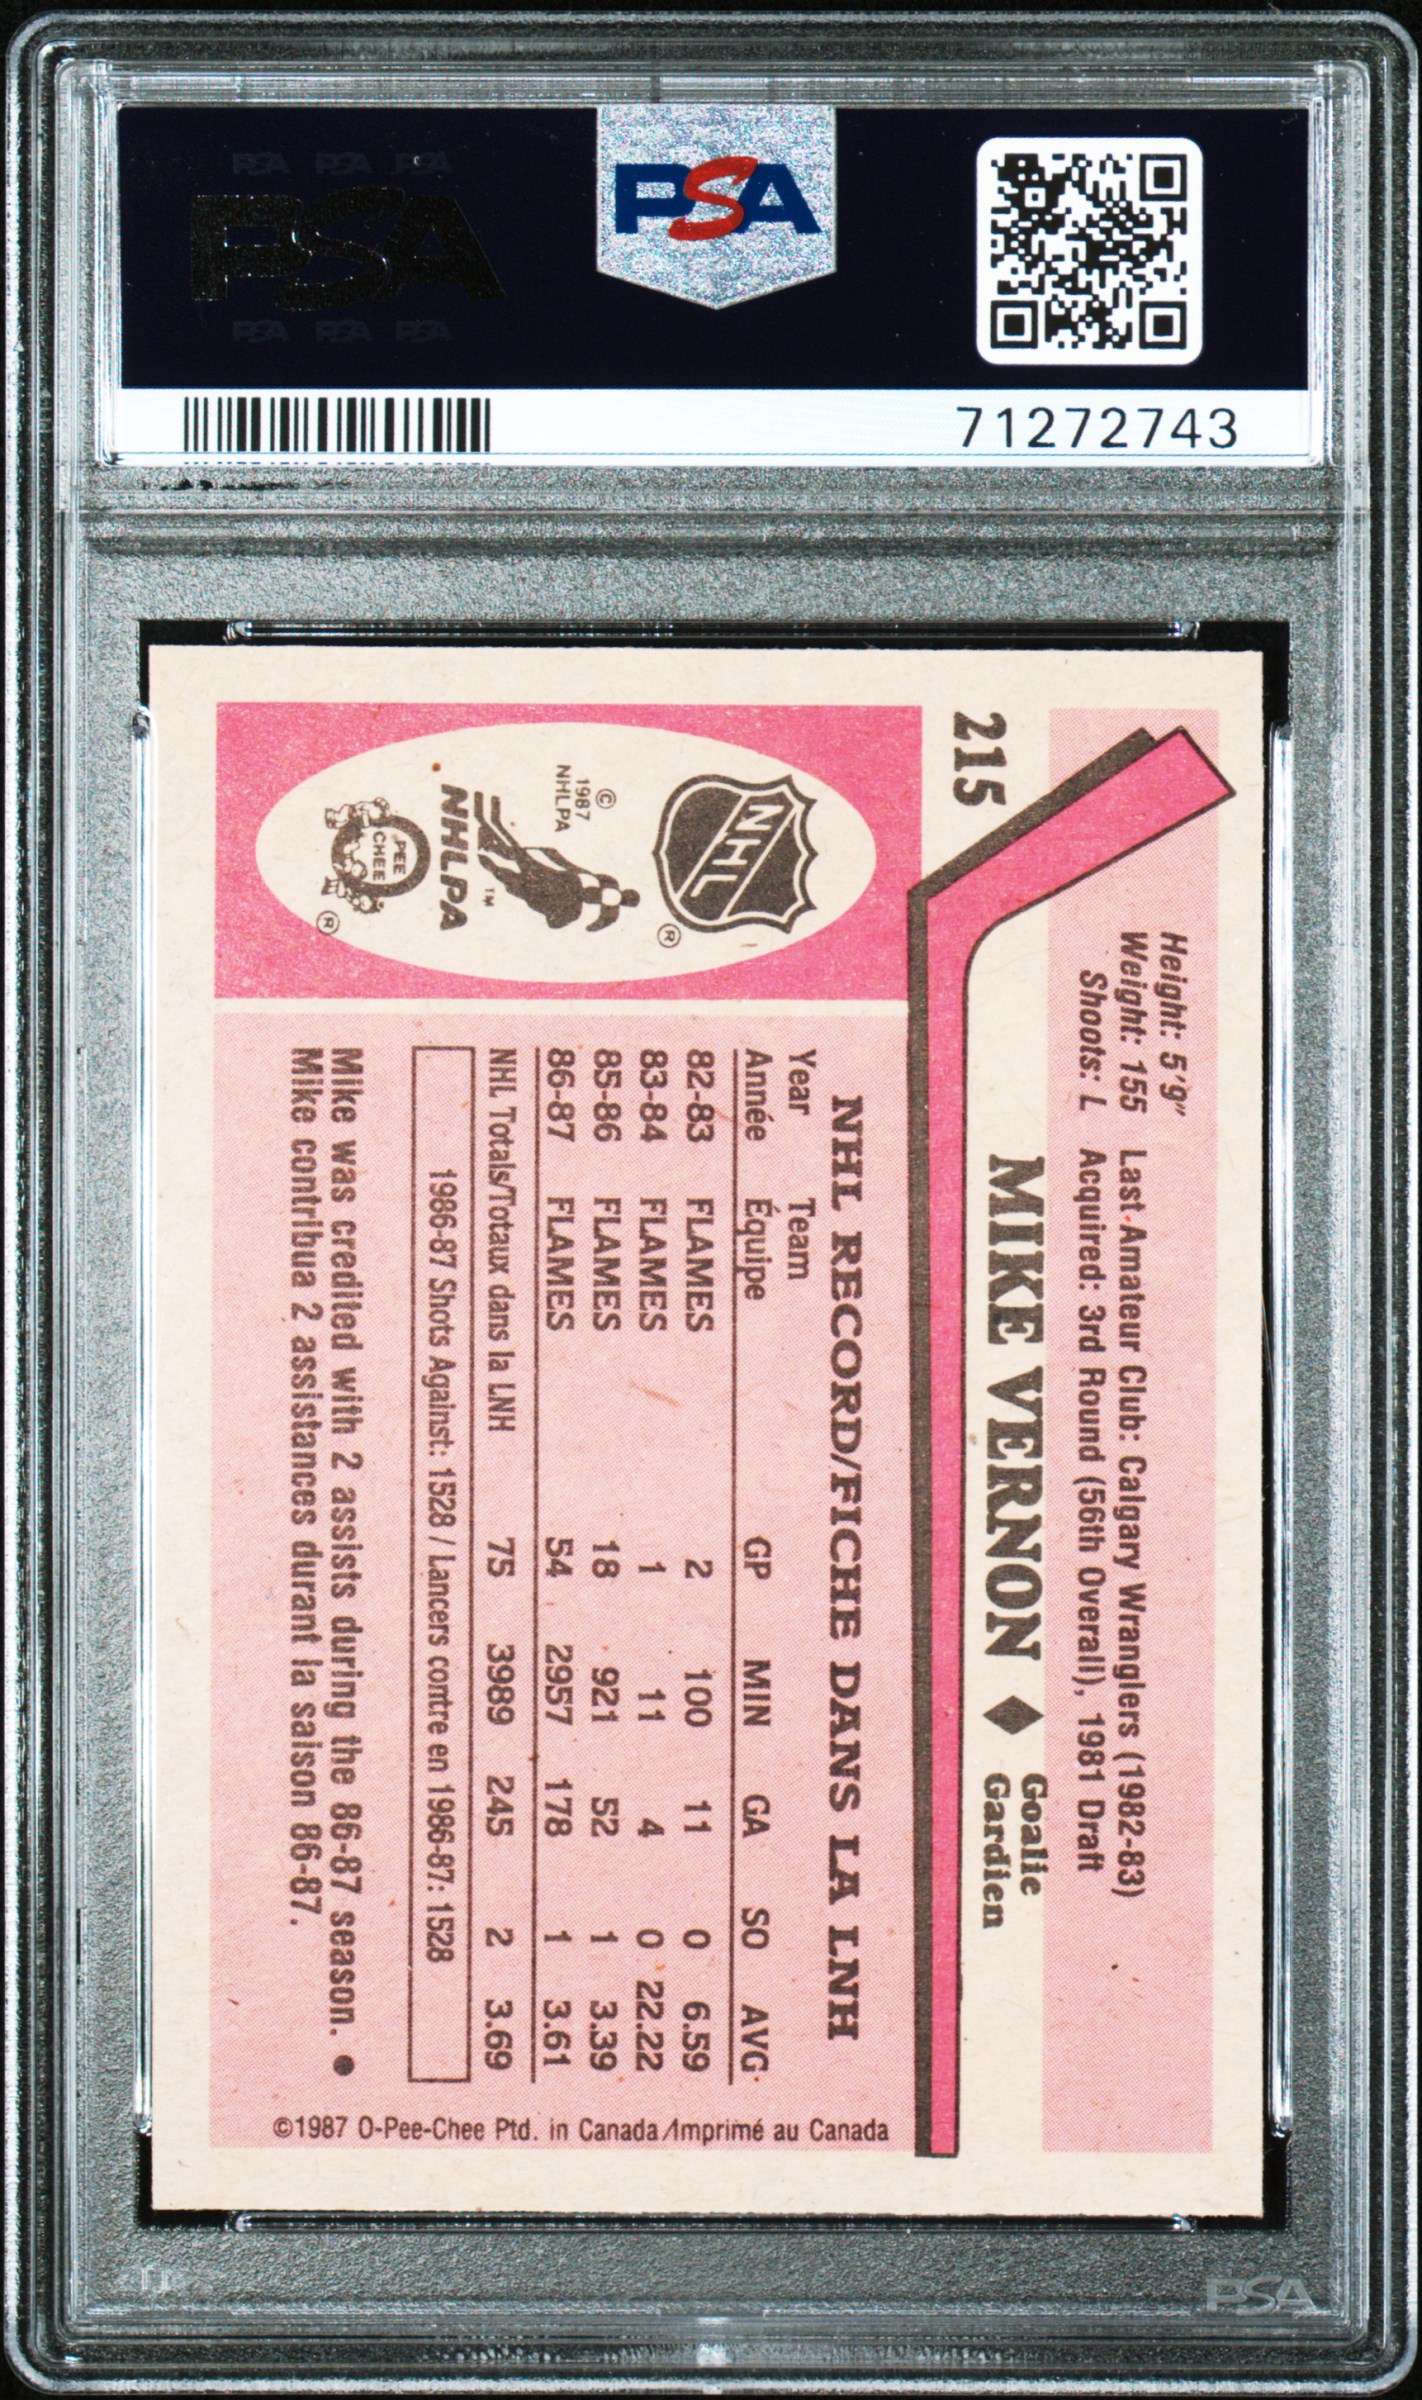 PSA PSA PSA
PSA
PSA PSA PSA
PSA
71272743
215
Height: 5'9"
Weight: 155 Last Amateur Club: Calgary Wranglers (1982-83)
Shoots: L Acquired: 3rd Round (56th Overall), 1981 Draft
MIKE VERNON ◆ Goalie
Gardien
NHL
®
© 1987 NHLPA
NHLPA
™
PEE CHEE
®
NHL RECORD/FICHE DANS LA LNH
Year Team
Année Équipe GP MIN GA SO AVG.
82-83 FLAMES 2 100 11 0 6.59
83-84 FLAMES 1 11 4 0 22.22
85-86 FLAMES 18 921 52 1 3.39
86-87 FLAMES 54 2957 178 1 3.61
NHL Totals/Totaux dans la LNH 75 3989 245 2 3.69
1986-87 Shots Against: 1528 / Lancers contre en 1986-87: 1528
Mike was credited with 2 assists during the 86-87 season. ●
Mike contribua 2 assistances durant la saison 86-87.
©1987 O-Pee-Chee Ptd. in Canada/Imprimé au Canada
PSA